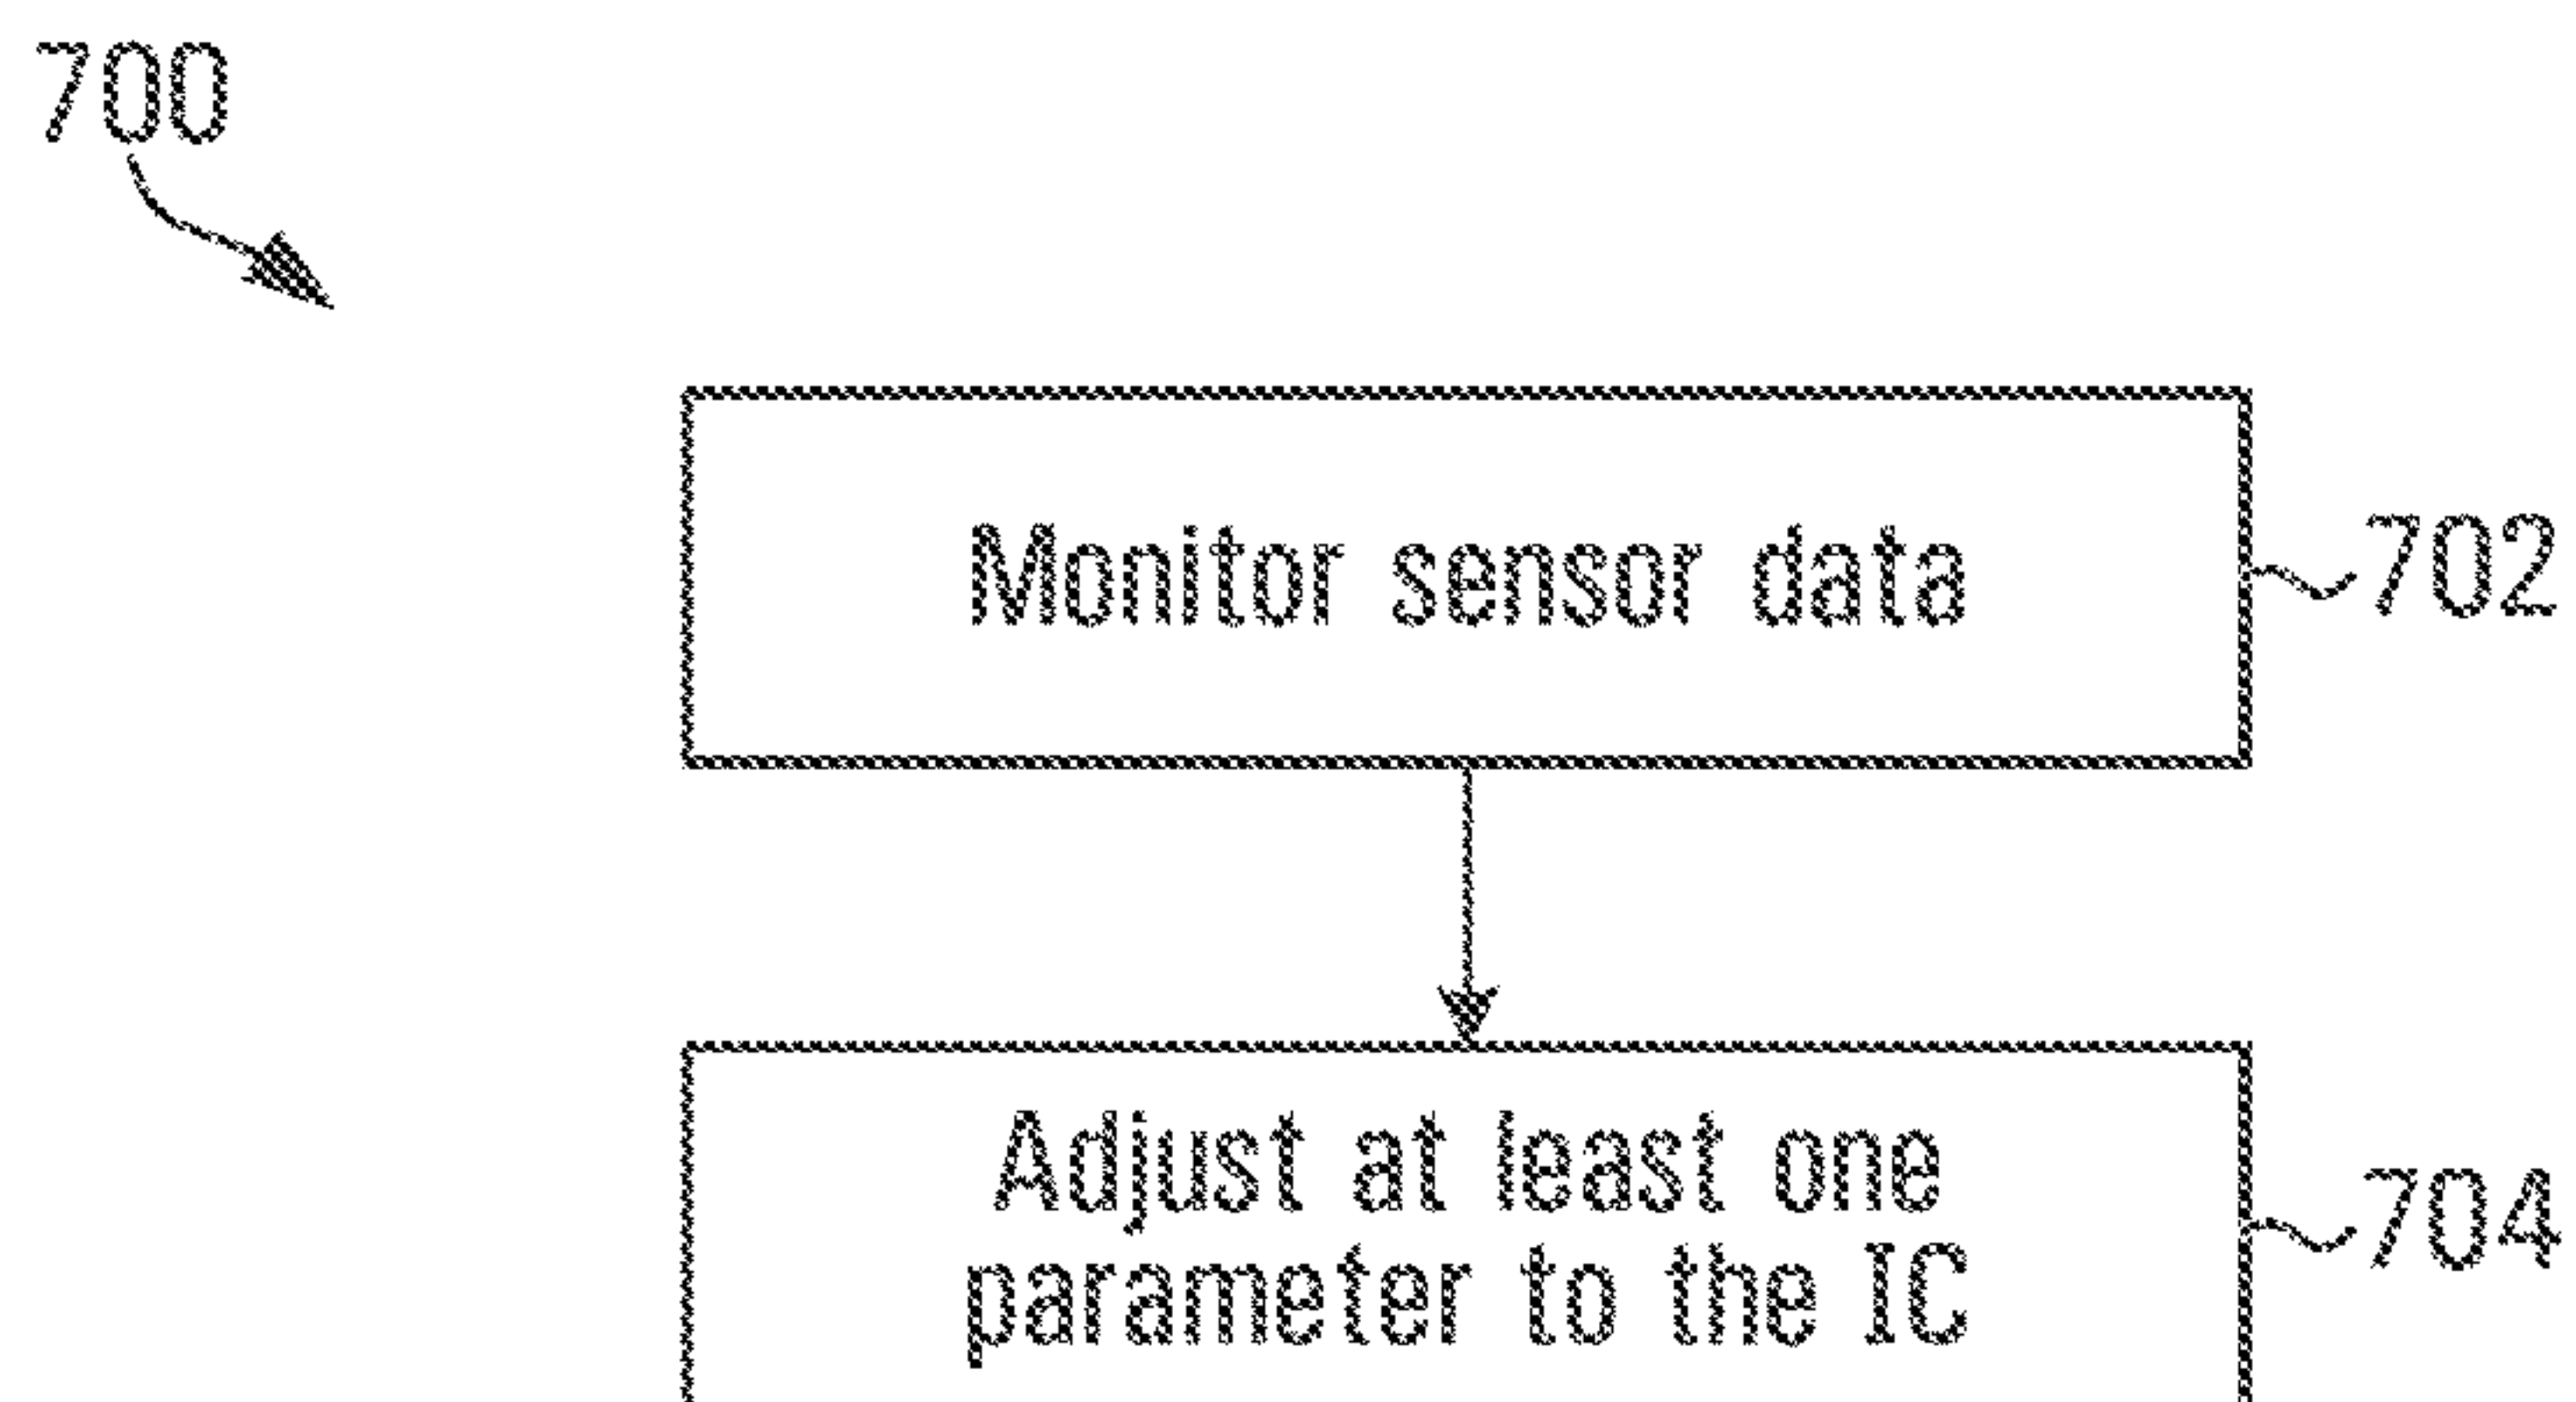 700
Monitor sensor data
702
Adjust at least one
parameter to the IC
704